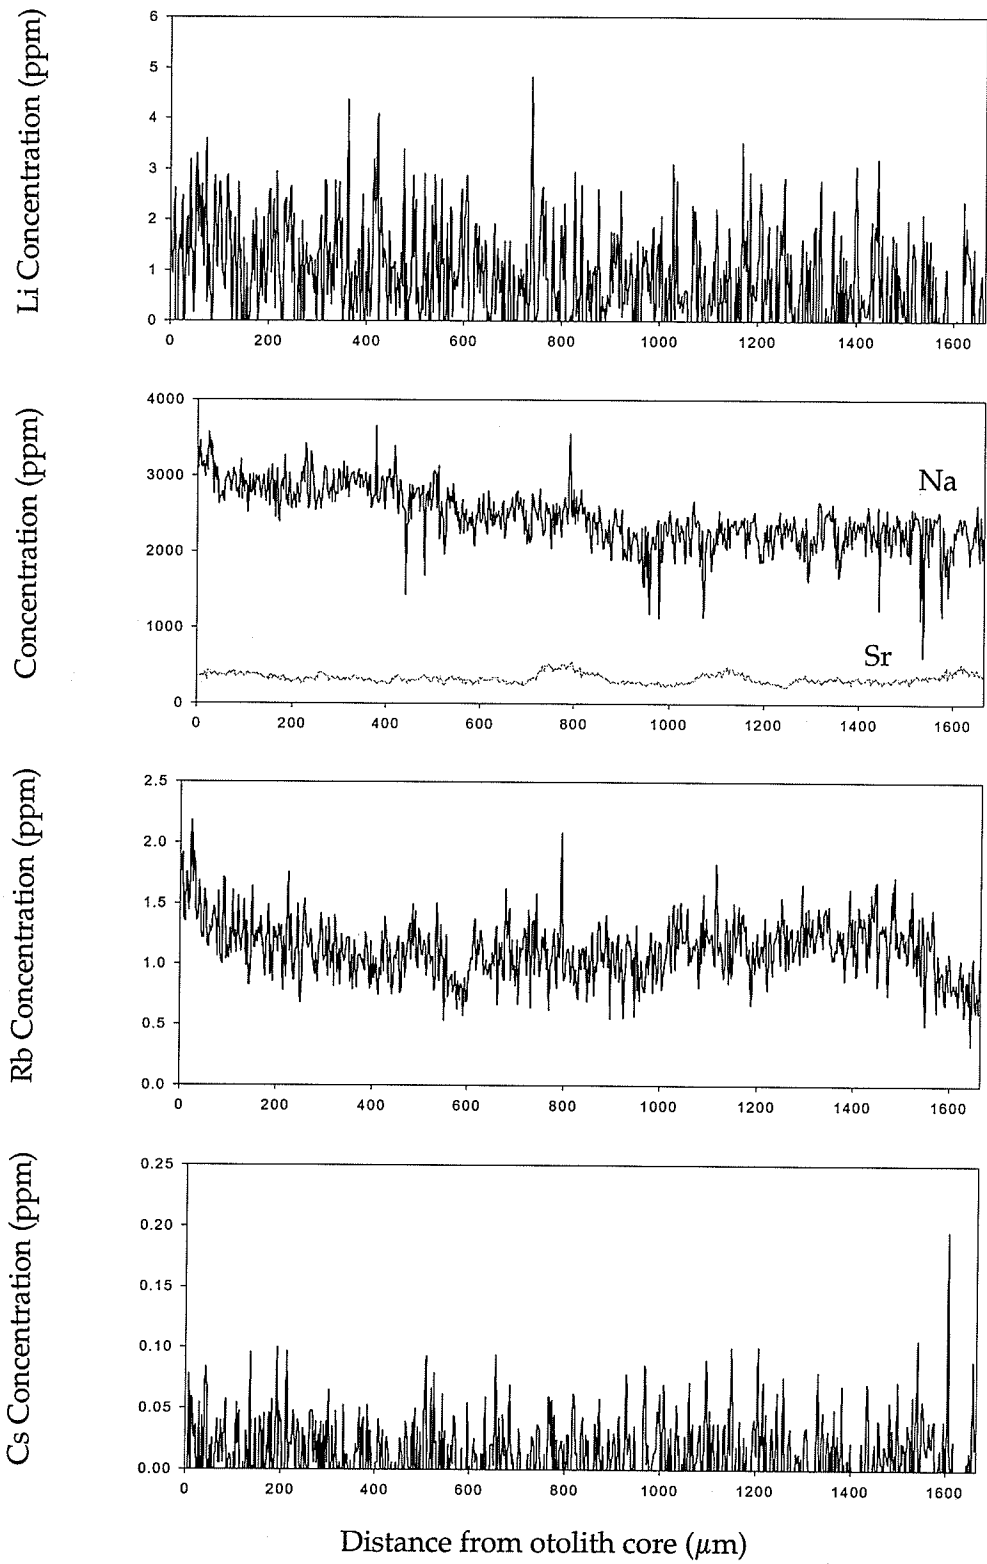 Li Concentration (ppm)
6
5
4
3
2
1
0
0 200 400 600 800 1000 1200 1400 1600
Concentration (ppm)
4000
3000
2000
1000
0
Na
Sr
0 200 400 600 800 1000 1200 1400 1600
Rb Concentration (ppm)
2.5
2.0
1.5
1.0
0.5
0.0
0 200 400 600 800 1000 1200 1400 1600
Cs Concentration (ppm)
0.25
0.20
0.15
0.10
0.05
0.00
0 200 400 600 800 1000 1200 1400 1600
Distance from otolith core (μm)